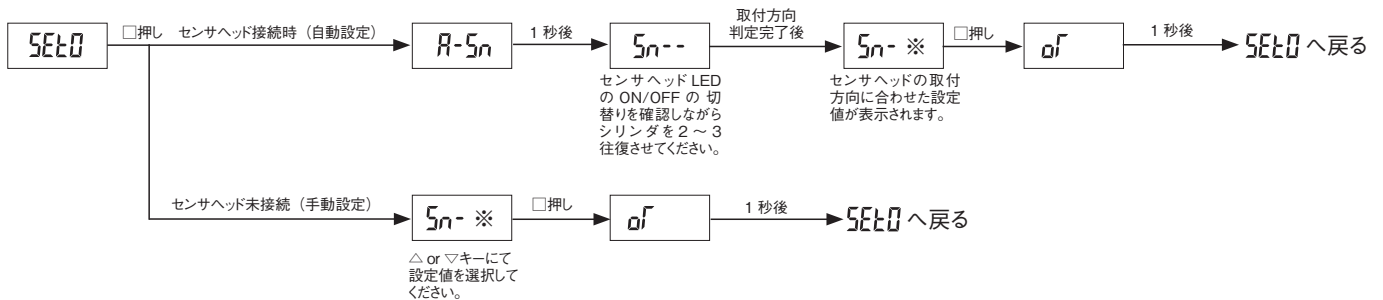 SEt0
□押し
センサヘッド接続時（自動設定）
A-Sn
1 秒後
Sn--
取付方向
判定完了後
Sn- ※
□押し
oΓ
1 秒後
SEt0 へ戻る
センサヘッド LED
の ON/OFF の 切
替りを確認しながら
シリンダを２～３
往復させてください。
センサヘッドの取付
方向に合わせた設定
値が表示されます。
センサヘッド未接続（手動設定）
Sn- ※
□押し
oΓ
1 秒後
SEt0 へ戻る
△ or ▽キーにて
設定値を選択して
ください。